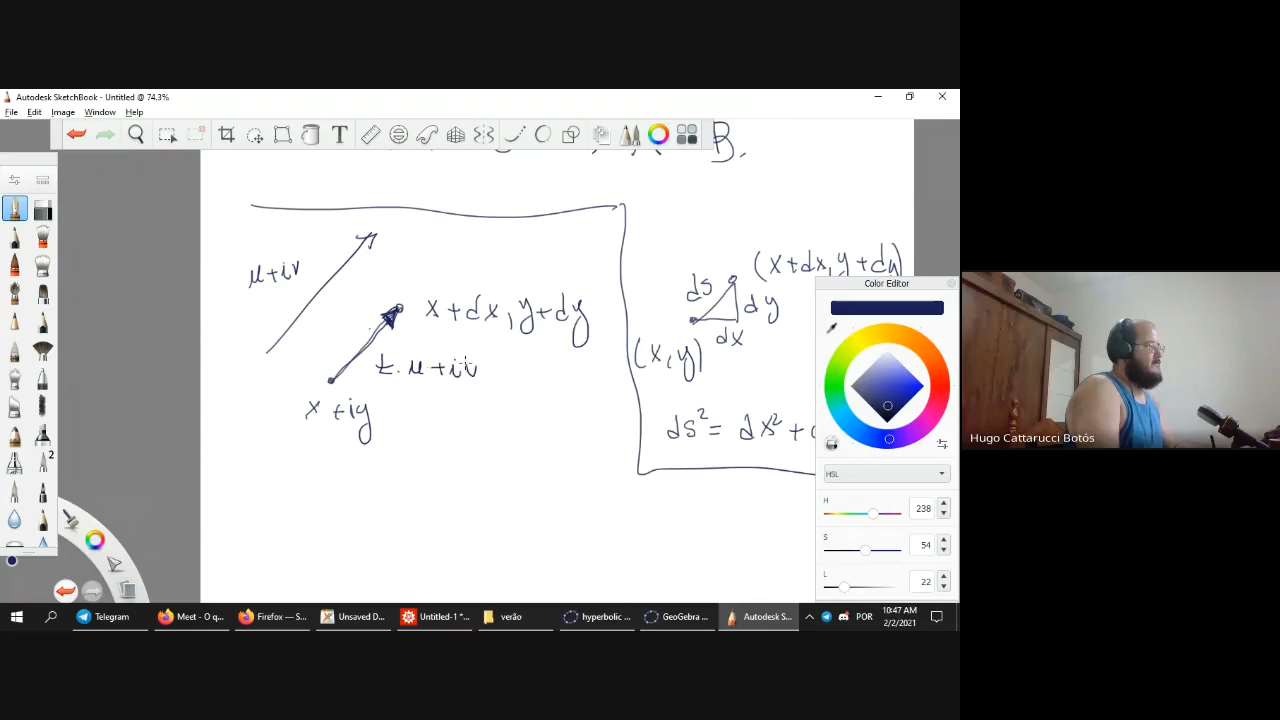 Autodesk SketchBook - Untitled @ 74.3%
File Edit Image Window Help
B.
u+iv
x+dx, y+dy
t. u+iv
x+iy
(x+dx, y+dy)
ds
dy
dx
(x, y)
ds² = dx² +
2
Color Editor
HSL
H
238
S
54
L
22
Hugo Cattarucci Botós
Telegram
Meet - O q...
Firefox — S...
Unsaved D...
Untitled-1 *...
verão
hyperbolic ...
GeoGebra ...
Autodesk S...
POR
10:47 AM
2/2/2021